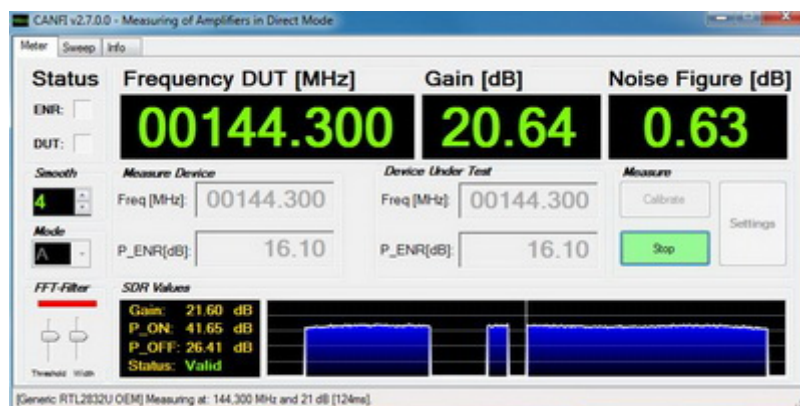 CANFI v2.7.0.0 - Measuring of Amplifiers in Direct Mode
Meter Sweep Info
Status Frequency DUT [MHz] Gain [dB] Noise Figure [dB]
ENR:
DUT:
00144.300 20.64 0.63
Smooth Measure Device Device Under Test Measure
4 Freq [MHz]: 00144.300 Freq [MHz]: 00144.300 Calibrate
Settings
Mode
A P_ENR[dB]: 16.10 P_ENR[dB]: 16.10 Stop
FFT-Filter SDR Values
Gain: 21.60 dB
P_ON: 41.65 dB
P_OFF: 26.41 dB
Status: Valid
Threshold Width
[Generic RTL2832U OEM] Measuring at: 144,300 MHz and 21 dB [124ms].